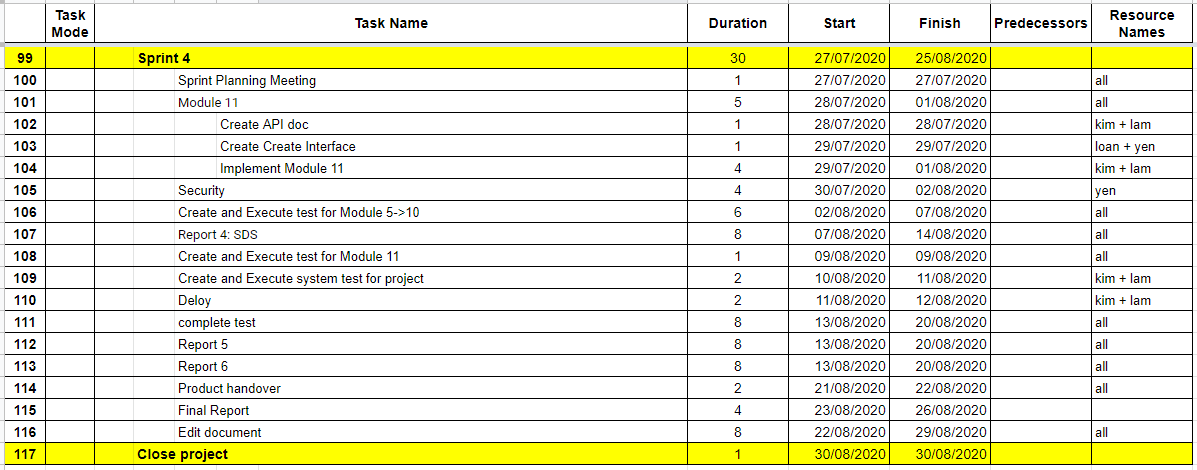 Task Mode Task Name Duration Start Finish Predecessors Resource Names
99 Sprint 4 30 27/07/2020 25/08/2020
100 Sprint Planning Meeting 1 27/07/2020 27/07/2020 all
101 Module 11 5 28/07/2020 01/08/2020 all
102 Create API doc 1 28/07/2020 28/07/2020 kim + lam
103 Create Create Interface 1 29/07/2020 29/07/2020 loan + yen
104 Implement Module 11 4 29/07/2020 01/08/2020 kim + lam
105 Security 4 30/07/2020 02/08/2020 yen
106 Create and Execute test for Module 5->10 6 02/08/2020 07/08/2020 all
107 Report 4: SDS 8 07/08/2020 14/08/2020 all
108 Create and Execute test for Module 11 1 09/08/2020 09/08/2020 all
109 Create and Execute system test for project 2 10/08/2020 11/08/2020 kim + lam
110 Deloy 2 11/08/2020 12/08/2020 kim + lam
111 complete test 8 13/08/2020 20/08/2020 all
112 Report 5 8 13/08/2020 20/08/2020 all
113 Report 6 8 13/08/2020 20/08/2020 all
114 Product handover 2 21/08/2020 22/08/2020 all
115 Final Report 4 23/08/2020 26/08/2020
116 Edit document 8 22/08/2020 29/08/2020 all
117 Close project 1 30/08/2020 30/08/2020